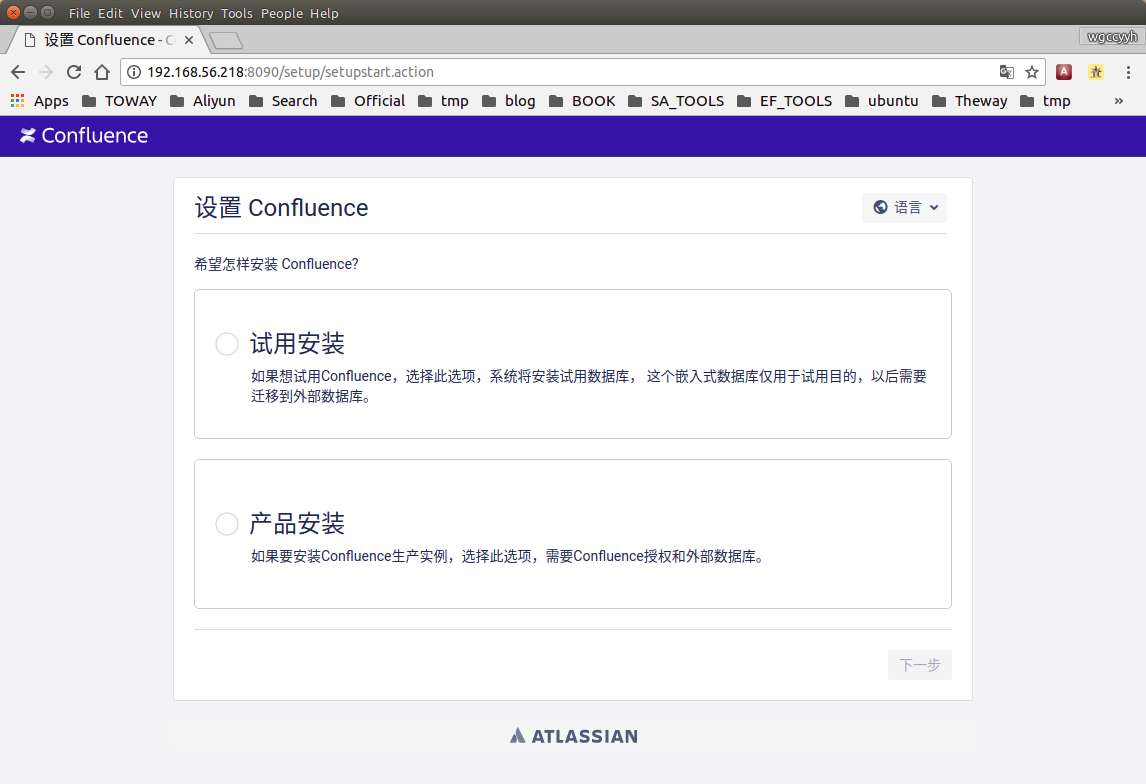 File Edit View History Tools People Help
设置 Confluence - C
wgccyyh
192.168.56.218:8090/setup/setupstart.action
Apps TOWAY Aliyun Search Official tmp blog BOOK SA_TOOLS EF_TOOLS ubuntu Theway tmp »
Confluence
设置 Confluence
语言
希望怎样安装 Confluence?
试用安装
如果想试用Confluence，选择此选项，系统将安装试用数据库， 这个嵌入式数据库仅用于试用目的，以后需要
迁移到外部数据库。
产品安装
如果要安装Confluence生产实例，选择此选项，需要Confluence授权和外部数据库。
下一步
ATLASSIAN